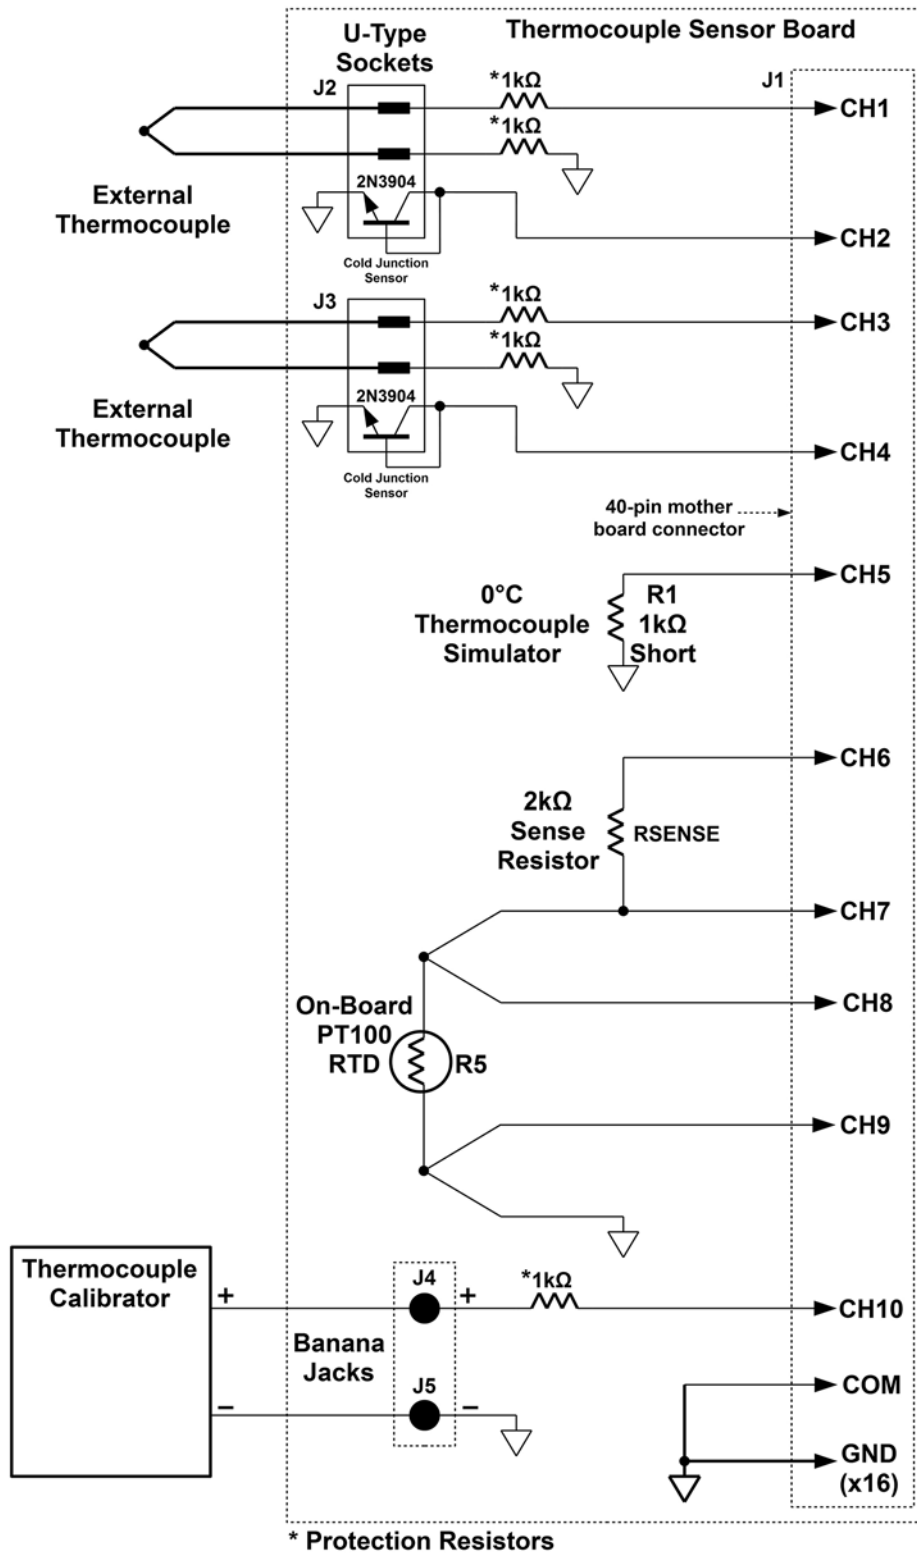 Thermocouple Sensor Board
U-Type
Sockets
J2
*1kΩ
J1
CH1
*1kΩ
External
Thermocouple
2N3904
CH2
Cold Junction
Sensor
J3
*1kΩ
CH3
*1kΩ
External
Thermocouple
2N3904
CH4
Cold Junction
Sensor
40-pin mother
board connector
CH5
0°C
Thermocouple
Simulator
R1
1kΩ
Short
CH6
2kΩ
Sense
Resistor
RSENSE
CH7
CH8
On-Board
PT100
RTD
R5
CH9
Thermocouple
Calibrator
+
J4
+
*1kΩ
CH10
Banana
Jacks
J5
–
–
COM
GND
(x16)
* Protection Resistors